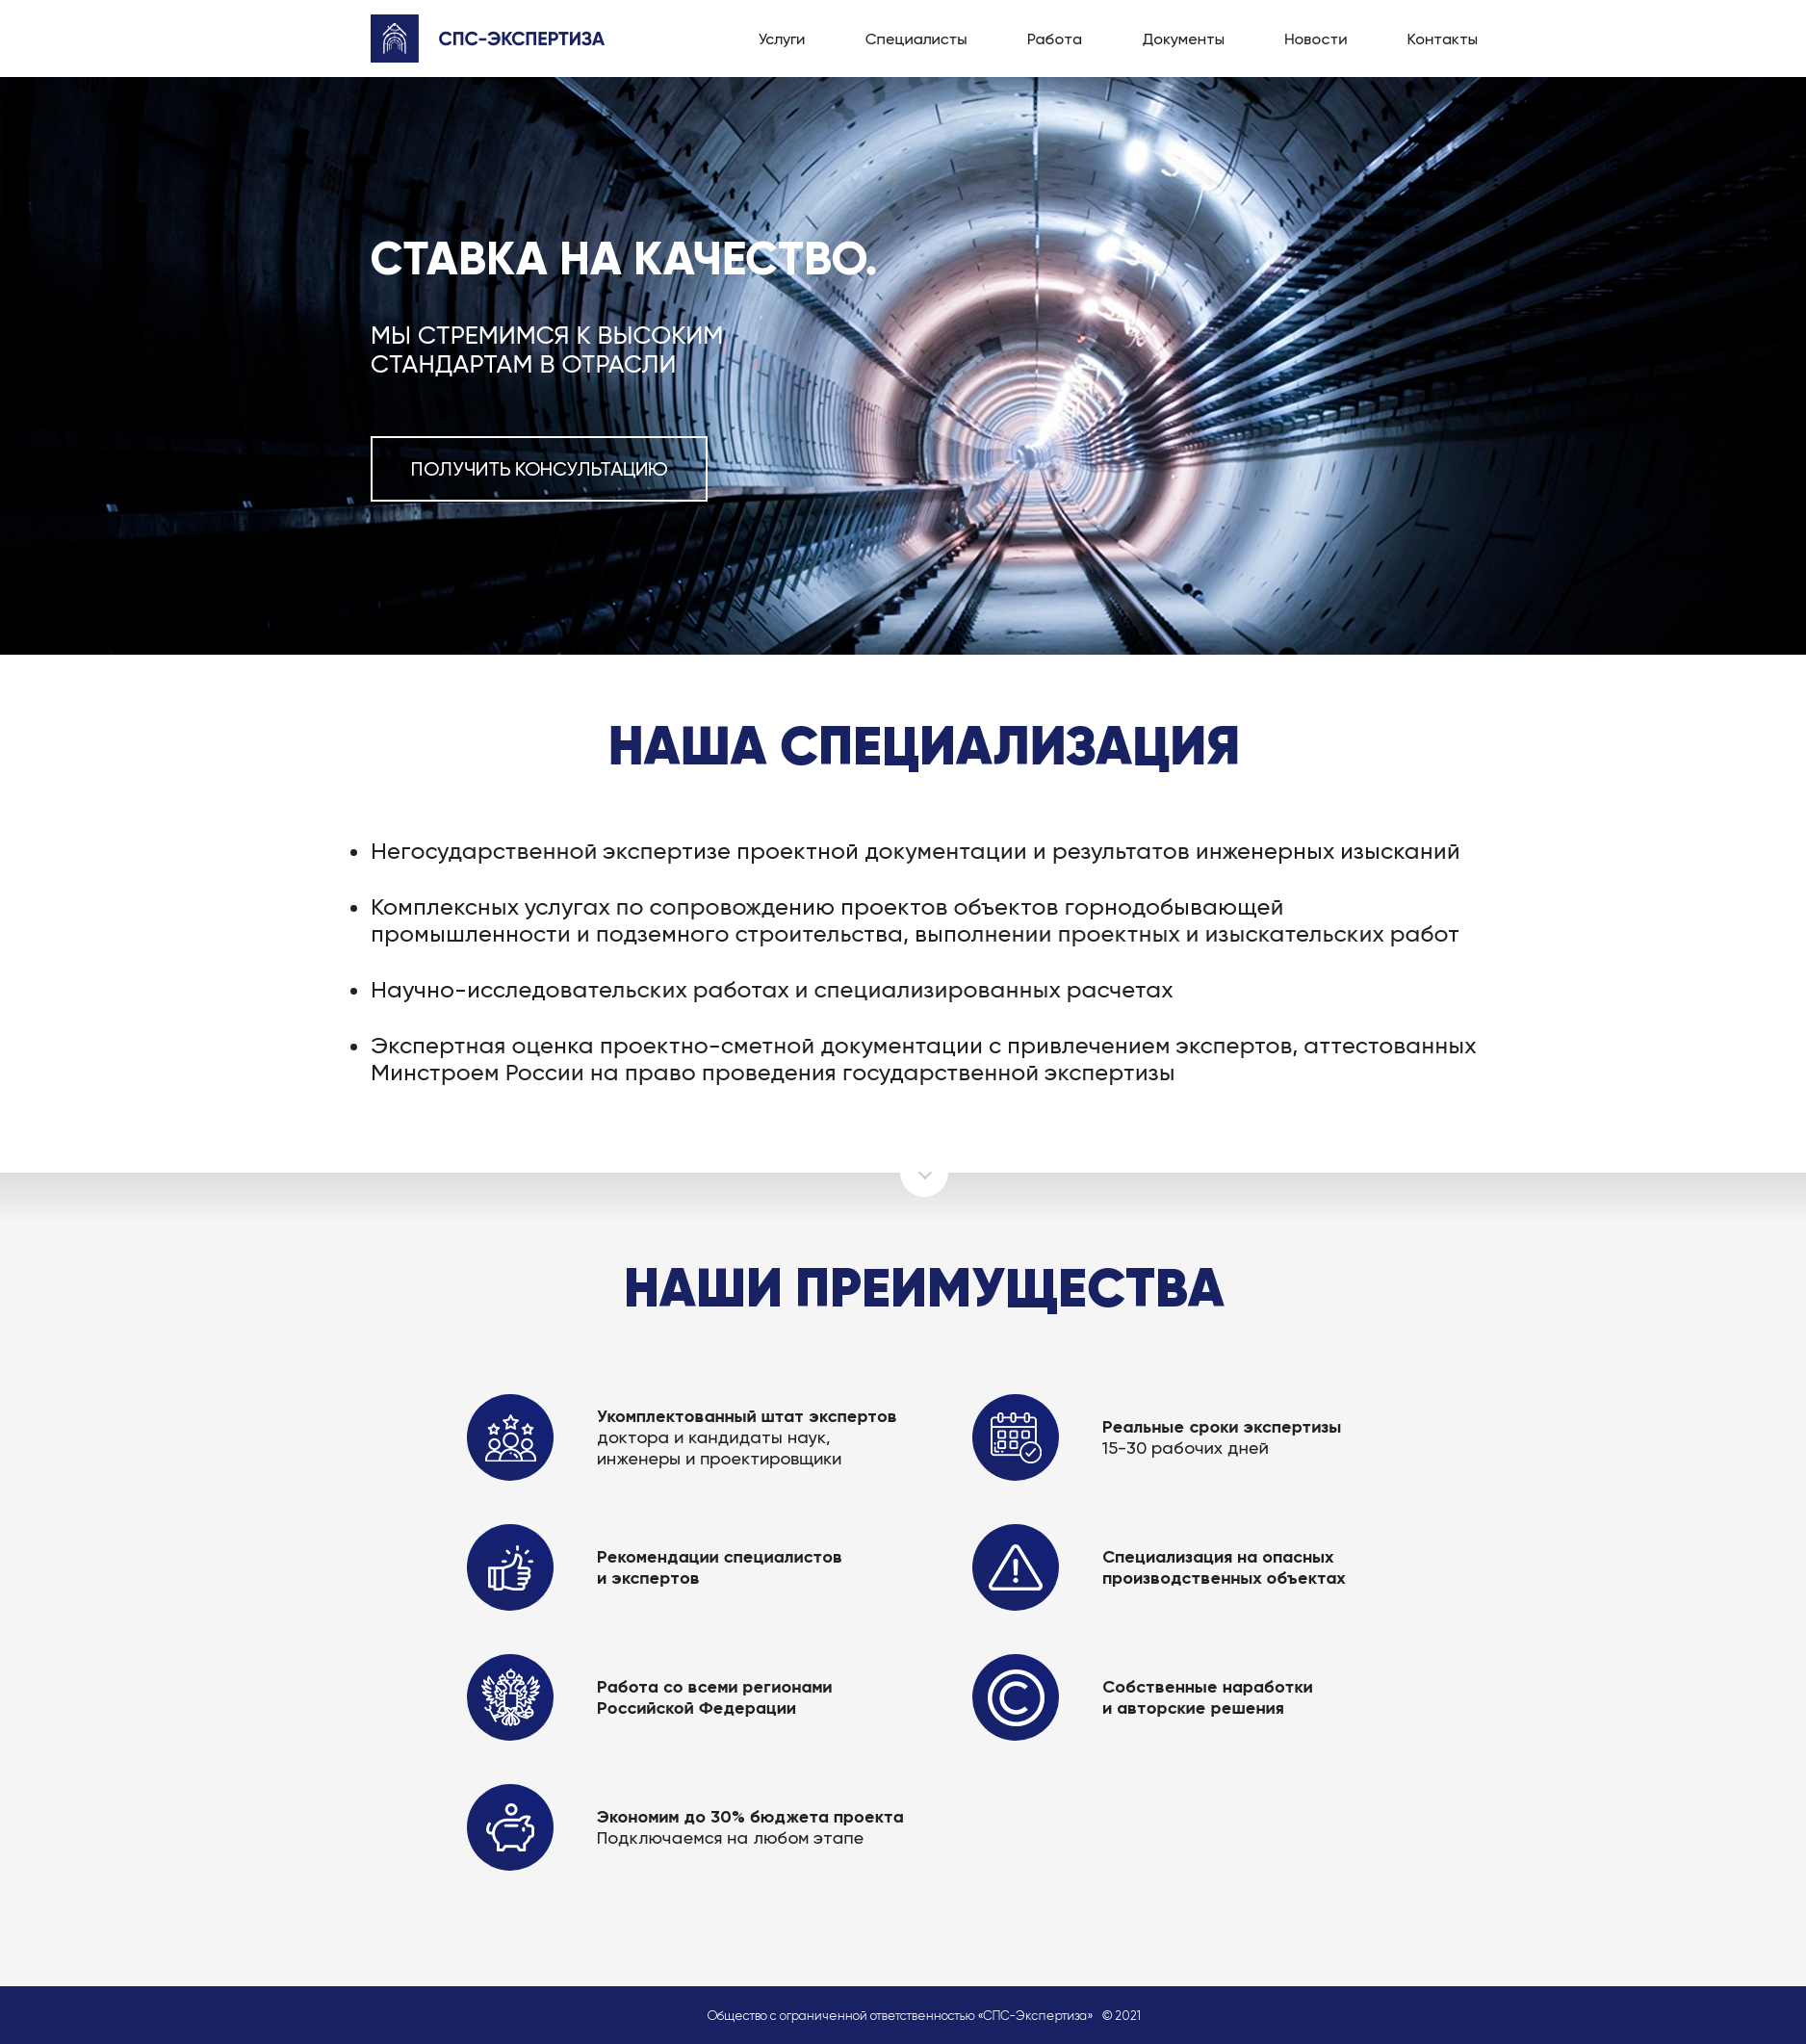 СПС-ЭКСПЕРТИЗА
Услуги
Специалисты
Работа
Документы
Новости
Контакты
СТАВКА НА КАЧЕСТВО.
МЫ СТРЕМИМСЯ К ВЫСОКИМ
СТАНДАРТАМ В ОТРАСЛИ
ПОЛУЧИТЬ КОНСУЛЬТАЦИЮ
НАША СПЕЦИАЛИЗАЦИЯ
• Негосударственной экспертизе проектной документации и результатов инженерных изысканий
• Комплексных услугах по сопровождению проектов объектов горнодобывающей
промышленности и подземного строительства, выполнении проектных и изыскательских работ
• Научно-исследовательских работах и специализированных расчетах
• Экспертная оценка проектно-сметной документации с привлечением экспертов, аттестованных
Минстроем России на право проведения государственной экспертизы
НАШИ ПРЕИМУЩЕСТВА
Укомплектованный штат экспертов
доктора и кандидаты наук,
инженеры и проектировщики
Реальные сроки экспертизы
15-30 рабочих дней
Рекомендации специалистов
и экспертов
Специализация на опасных
производственных объектах
Работа со всеми регионами
Российской Федерации
Собственные наработки
и авторские решения
Экономим до 30% бюджета проекта
Подключаемся на любом этапе
Общество с ограниченной ответственностью «СПС-Экспертиза» © 2021